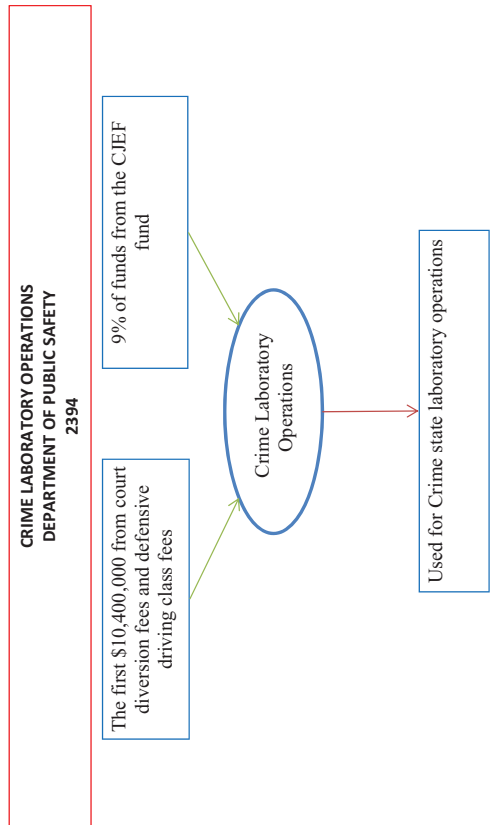 CRIME LABORATORY OPERATIONS
DEPARTMENT OF PUBLIC SAFETY
2394
The first $10,400,000 from court
diversion fees and defensive
driving class fees
9% of funds from the CJEF
fund
Crime Laboratory
Operations
Used for Crime state laboratory operations